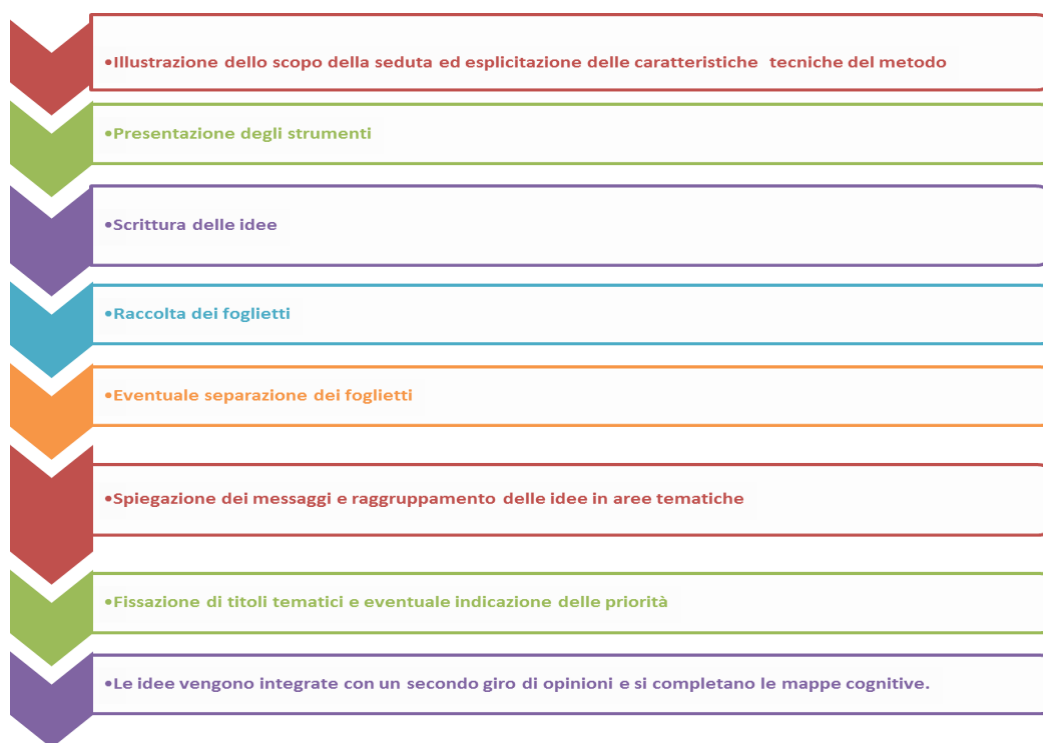 •Illustrazione dello scopo della seduta ed esplicitazione delle caratteristiche tecniche del metodo
•Presentazione degli strumenti
•Scrittura delle idee
•Raccolta dei foglietti
•Eventuale separazione dei foglietti
•Spiegazione dei messaggi e raggruppamento delle idee in aree tematiche
•Fissazione di titoli tematici e eventuale indicazione delle priorità
•Le idee vengono integrate con un secondo giro di opinioni e si completano le mappe cognitive.